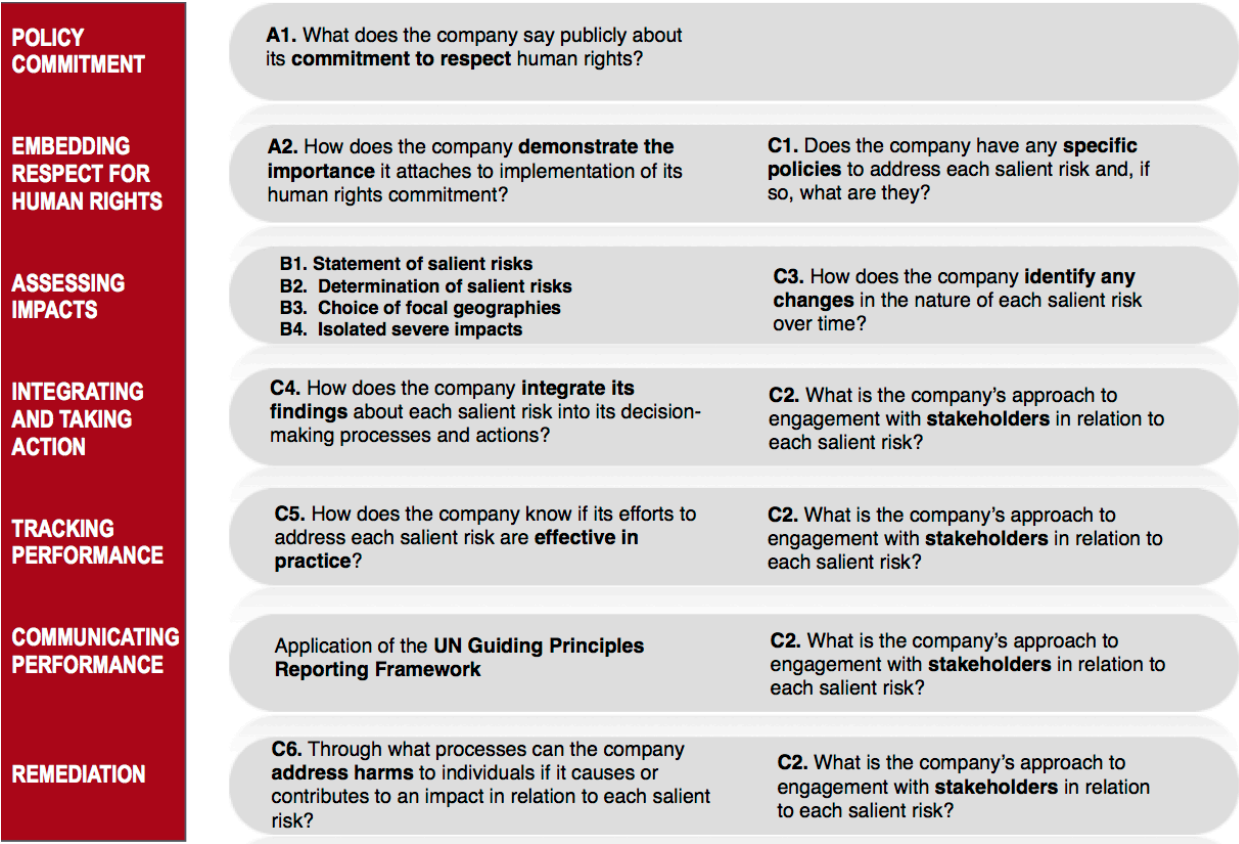 POLICY
COMMITMENT
A1. What does the company say publicly about
its commitment to respect human rights?
EMBEDDING
RESPECT FOR
HUMAN RIGHTS
A2. How does the company demonstrate the
importance it attaches to implementation of its
human rights commitment?
C1. Does the company have any specific
policies to address each salient risk and, if
so, what are they?
ASSESSING
IMPACTS
B1. Statement of salient risks
B2. Determination of salient risks
B3. Choice of focal geographies
B4. Isolated severe impacts
C3. How does the company identify any
changes in the nature of each salient risk
over time?
INTEGRATING
AND TAKING
ACTION
C4. How does the company integrate its
findings about each salient risk into its decision-
making processes and actions?
C2. What is the company's approach to
engagement with stakeholders in relation to
each salient risk?
TRACKING
PERFORMANCE
C5. How does the company know if its efforts to
address each salient risk are effective in
practice?
C2. What is the company's approach to
engagement with stakeholders in relation to
each salient risk?
COMMUNICATING
PERFORMANCE
Application of the UN Guiding Principles
Reporting Framework
C2. What is the company's approach to
engagement with stakeholders in relation to
each salient risk?
REMEDIATION
C6. Through what processes can the company
address harms to individuals if it causes or
contributes to an impact in relation to each salient
risk?
C2. What is the company's approach to
engagement with stakeholders in relation
to each salient risk?